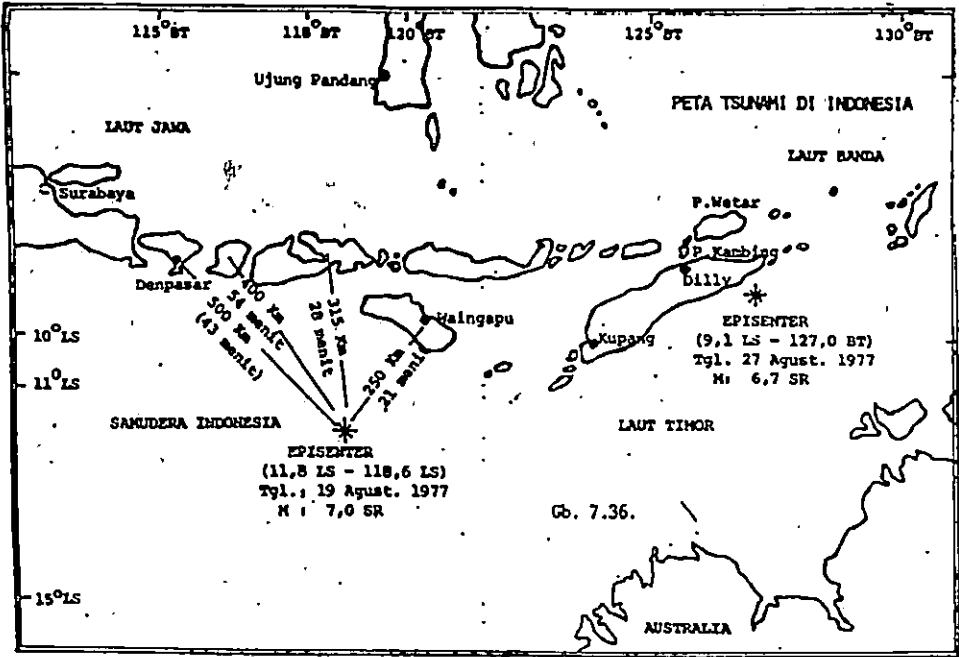 115°BT
118°BT
120°BT
125°BT
130°BT
Ujung Pandang
PETA TSUNAMI DI INDONESIA
LAUT JAWA
LAUT BANDA
Surabaya
P.Wetar
P.Kambing
Dilly
Denpasar
400 Km
54 menit
500 Km
(43 menit)
315. Km
28 menit
Waingapu
250 Km
21 menit
Kupang
EPISENTER
(9,1 LS - 127,0 BT)
Tgl. 27 Agust. 1977
M: 6,7 SR
10°LS
11°LS
SAMUDERA INDONESIA
LAUT TIMOR
EPISENTER
(11,8 LS - 118,6 LS)
Tgl.; 19 Agust. 1977
M : 7,0 SR
Gb. 7.36.
15°LS
AUSTRALIA